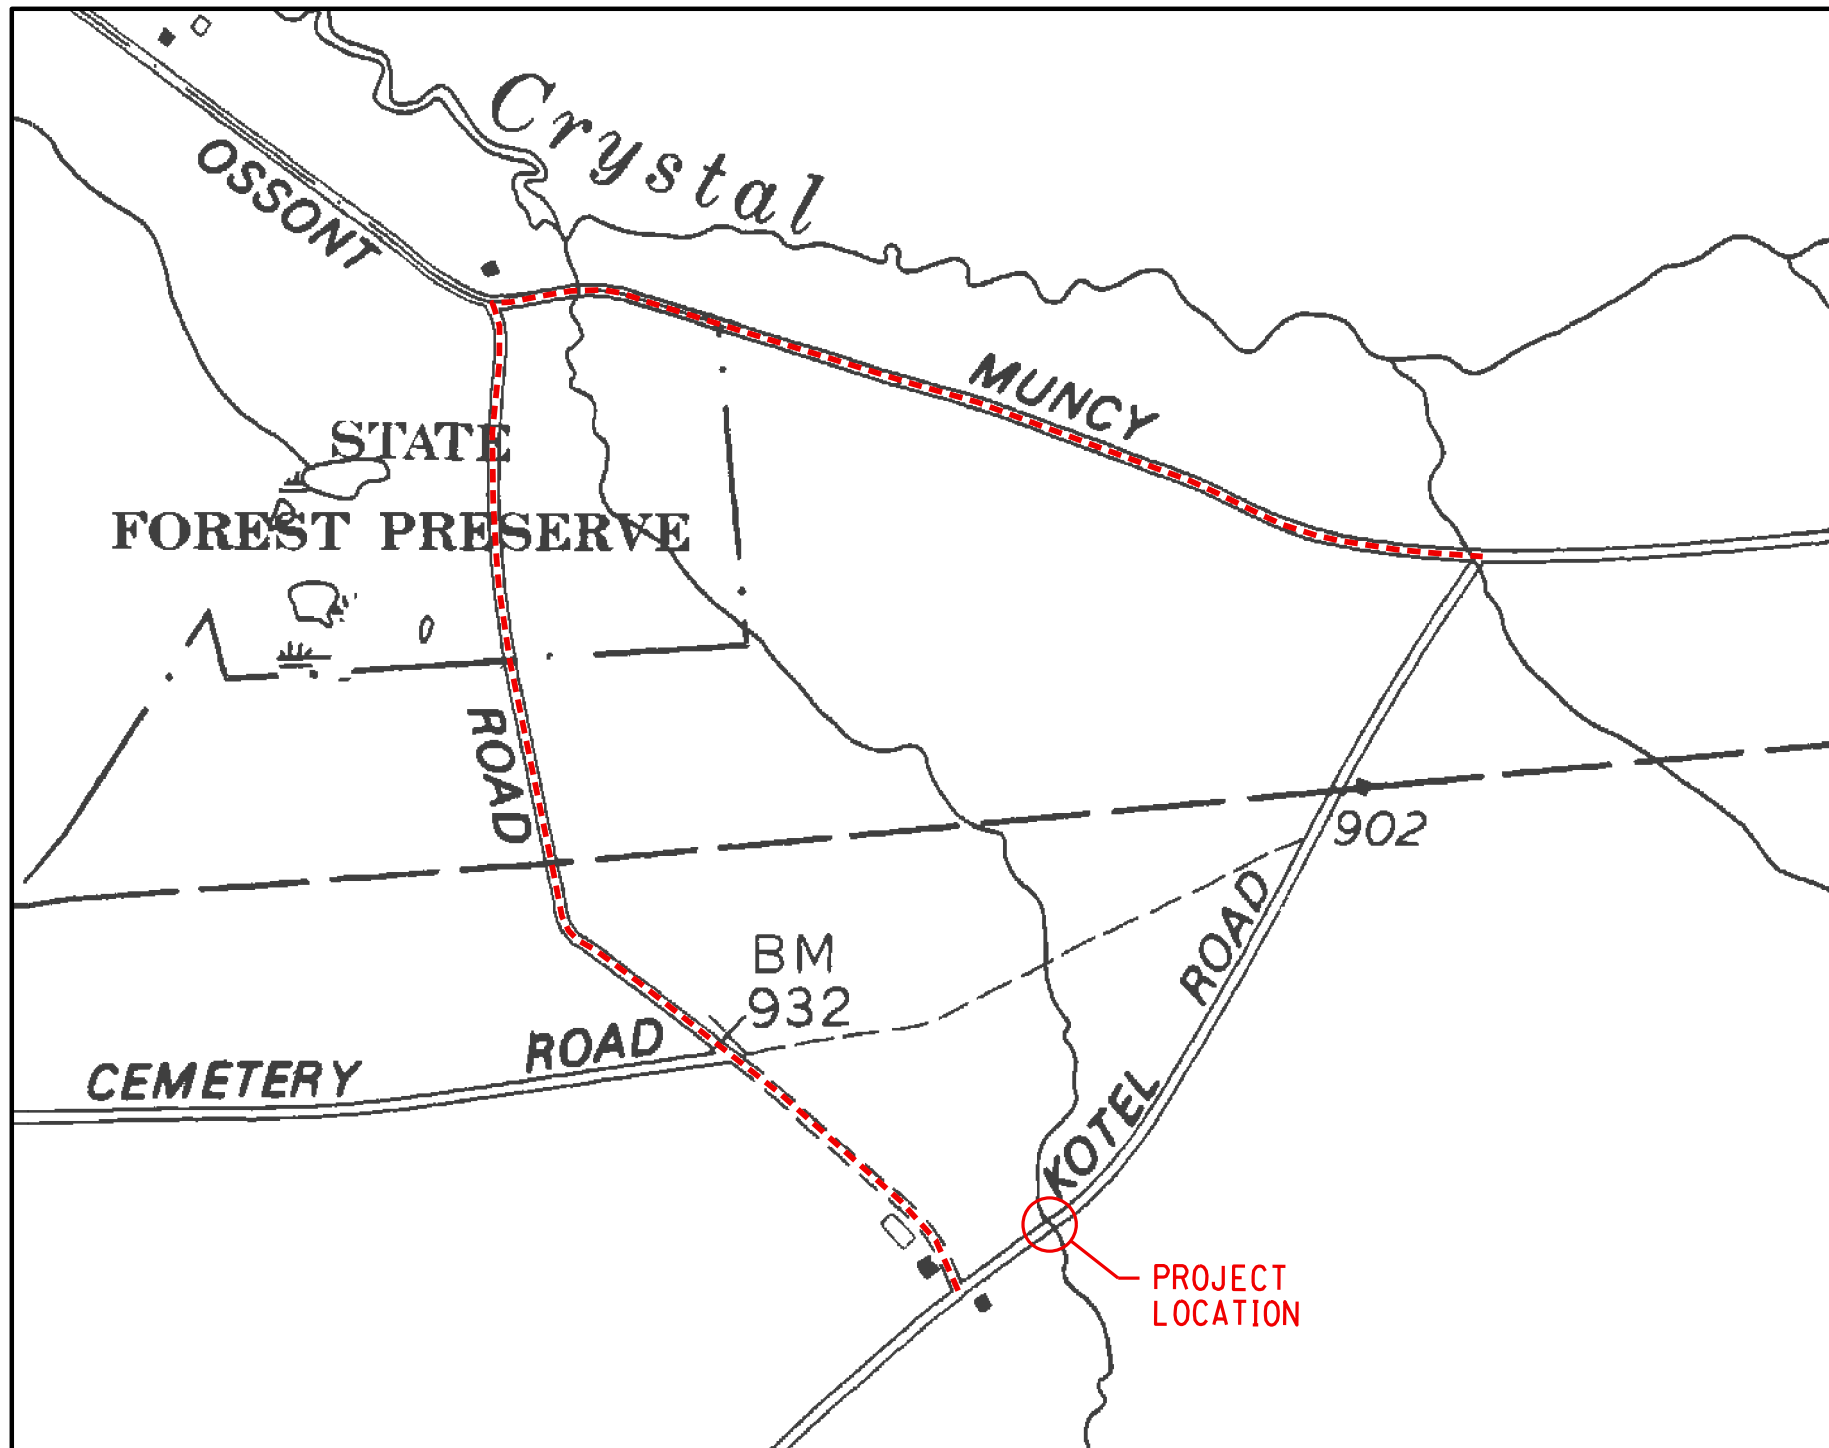 Crystal
OSSONT
MUNCY
STATE
FOREST PRESERVE
ROAD
902
ROAD
BM
932
ROAD
CEMETERY
KOTEL
PROJECT
LOCATION